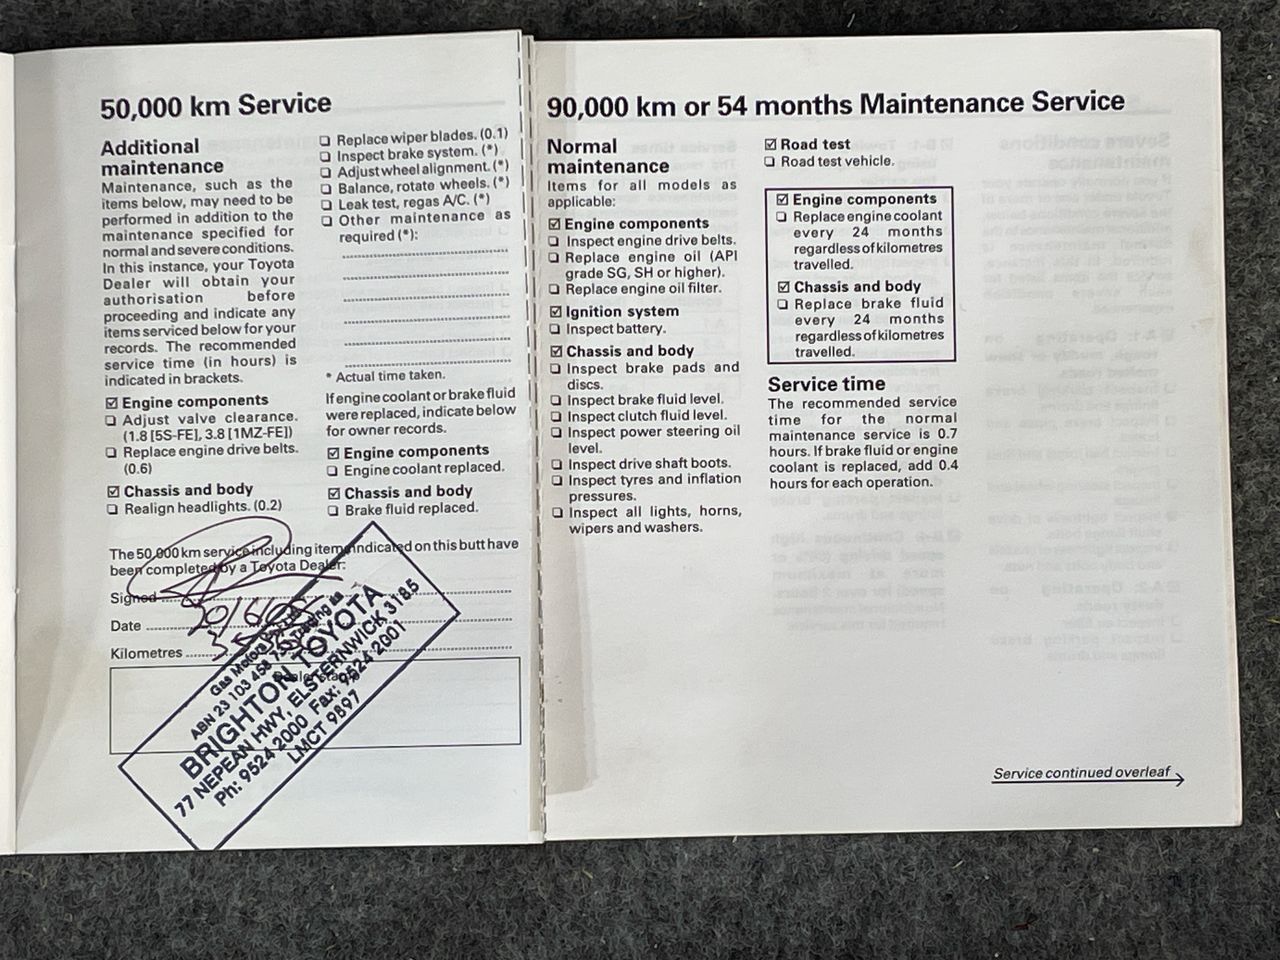 50,000 km Service
Additional
maintenance
Maintenance, such as the
items below, may need to be
performed in addition to the
maintenance specified for
normal and severe conditions.
In this instance, your Toyota
Dealer will obtain your
authorisation before
proceeding and indicate any
items serviced below for your
records. The recommended
service time (in hours) is
indicated in brackets.
☑ Engine components
❏ Adjust valve clearance.
(1.8 [5S-FE], 3.8 [1MZ-FE])
❏ Replace engine drive belts.
(0.6)
☑ Chassis and body
❏ Realign headlights. (0.2)
❏ Replace wiper blades. (0.1)
❏ Inspect brake system. (*)
❏ Adjust wheel alignment. (*)
❏ Balance, rotate wheels. (*)
❏ Leak test, regas A/C. (*)
❏ Other maintenance as
required (*):
* Actual time taken.
If engine coolant or brake fluid
were replaced, indicate below
for owner records.
☑ Engine components
❏ Engine coolant replaced.
☑ Chassis and body
❏ Brake fluid replaced.
The 50,000 km service including items indicated on this butt have
been completed by a Toyota Dealer:
Signed
Date
Kilometres
Dealer stamp
Gas Motors Pty Ltd Trading as
ABN 23 103 458 7
BRIGHTON TOYOTA
77 NEPEAN HWY, ELSTERNWICK, 3185
Ph: 9524 2000 Fax: 9524 2001
LMCT 9897
90,000 km or 54 months Maintenance Service
Normal
maintenance
Items for all models as
applicable:
☑ Engine components
❏ Inspect engine drive belts.
❏ Replace engine oil (API
grade SG, SH or higher).
❏ Replace engine oil filter.
☑ Ignition system
❏ Inspect battery.
☑ Chassis and body
❏ Inspect brake pads and
discs.
❏ Inspect brake fluid level.
❏ Inspect clutch fluid level.
❏ Inspect power steering oil
level.
❏ Inspect drive shaft boots.
❏ Inspect tyres and inflation
pressures.
❏ Inspect all lights, horns,
wipers and washers.
☑ Road test
❏ Road test vehicle.
☑ Engine components
❏ Replace engine coolant
every 24 months
regardless of kilometres
travelled.
☑ Chassis and body
❏ Replace brake fluid
every 24 months
regardless of kilometres
travelled.
Service time
The recommended service
time for the normal
maintenance service is 0.7
hours. If brake fluid or engine
coolant is replaced, add 0.4
hours for each operation.
Service continued overleaf